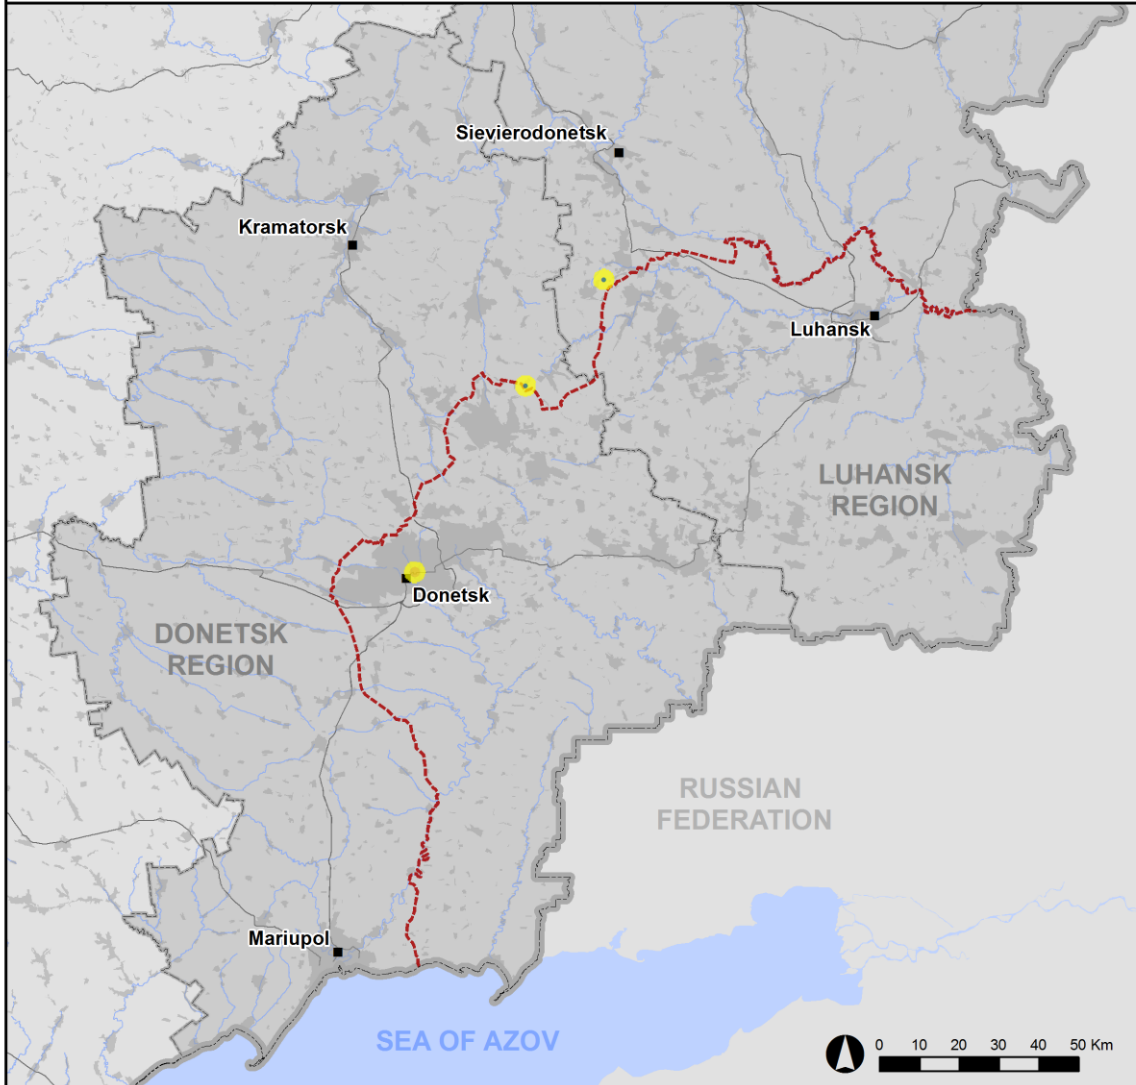 Sievierodonetsk
Kramatorsk
Luhansk
LUHANSK
REGION
Donetsk
DONETSK
REGION
RUSSIAN
FEDERATION
Mariupol
SEA OF AZOV
0 10 20 30 40 50 Km